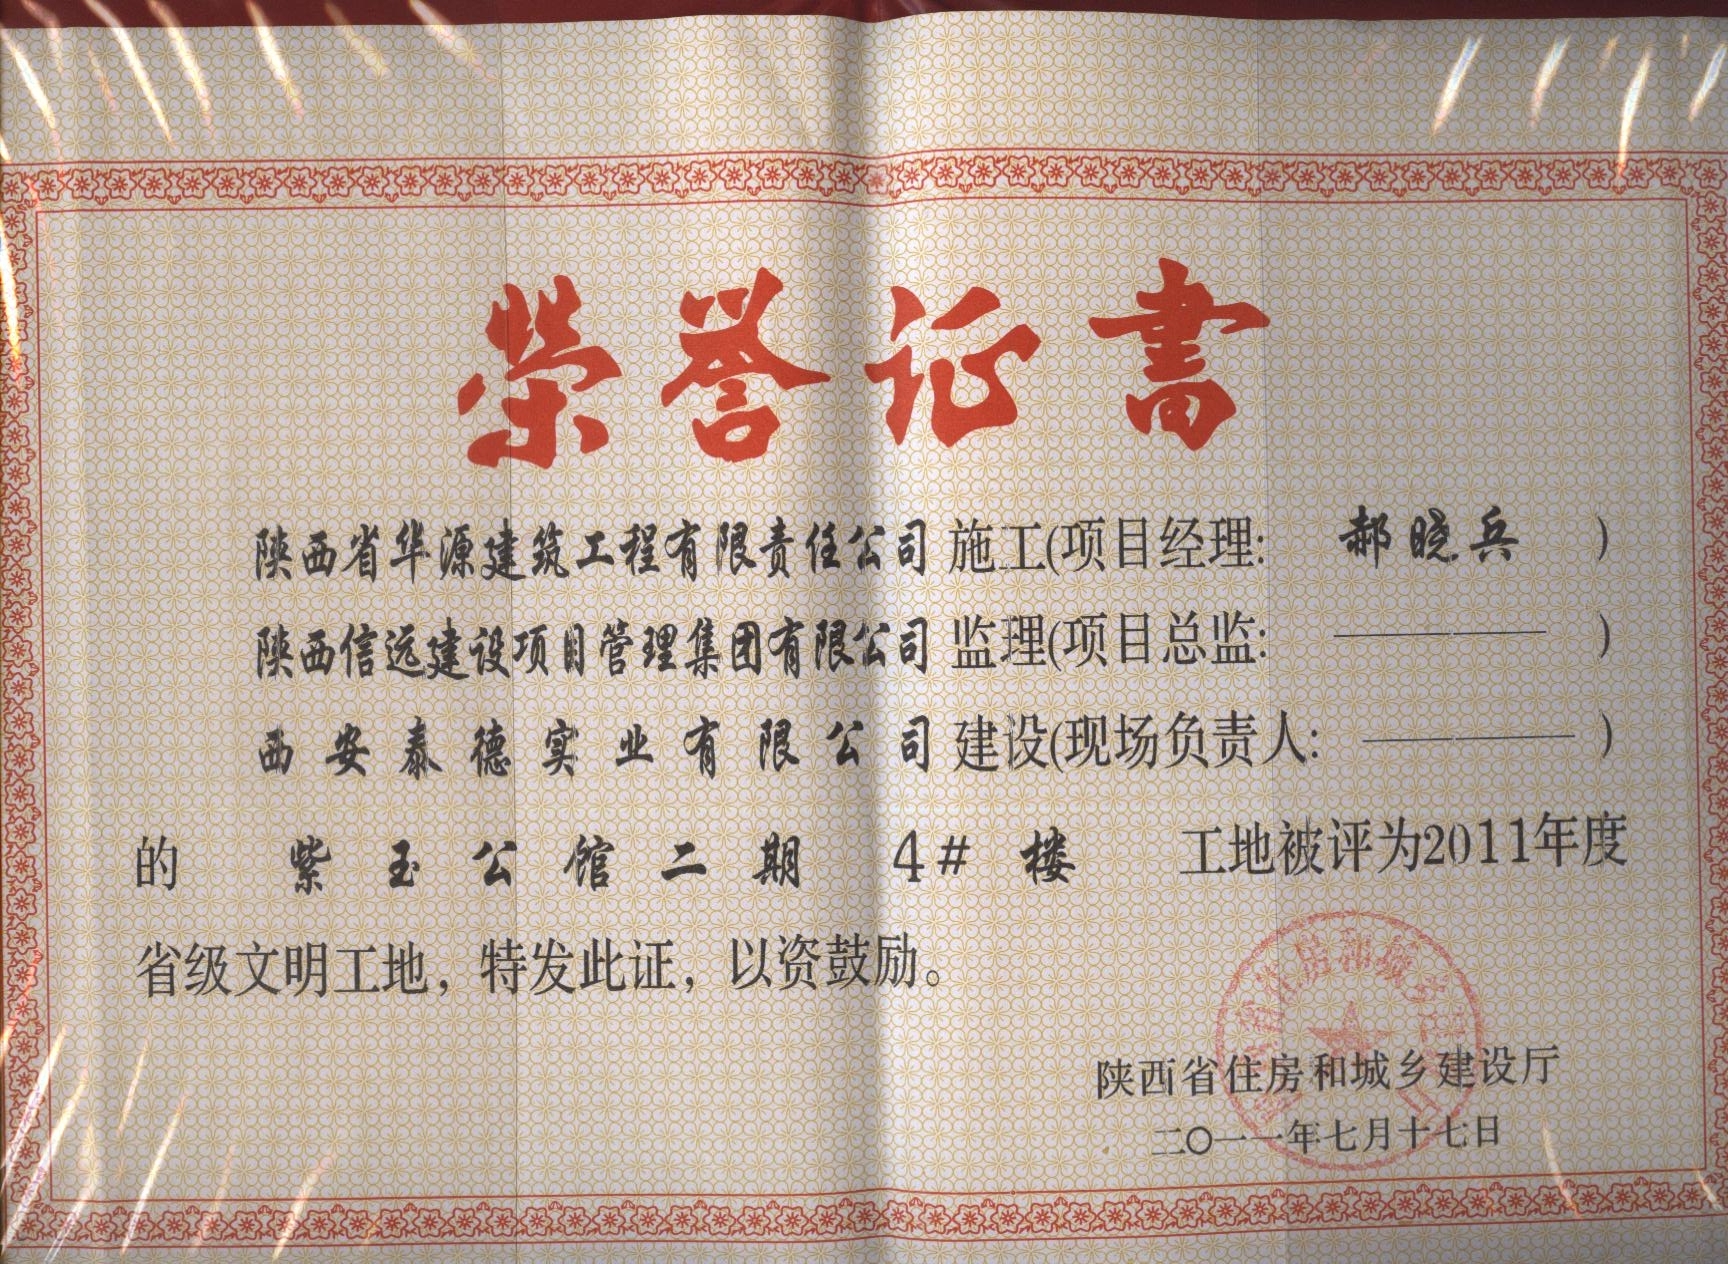 荣誉证书
陕西省华源建筑工程有限责任公司 施工(项目经理: 郝晓兵 )
陕西信远建设项目管理集团有限公司 监理(项目总监: ———— )
西安泰德实业有限公司 建设(现场负责人: ———— )
的 紫玉公馆二期 4# 楼 工地被评为2011年度
省级文明工地，特发此证，以资鼓励。
陕西省住房和城乡建设厅
二〇一一年七月十七日